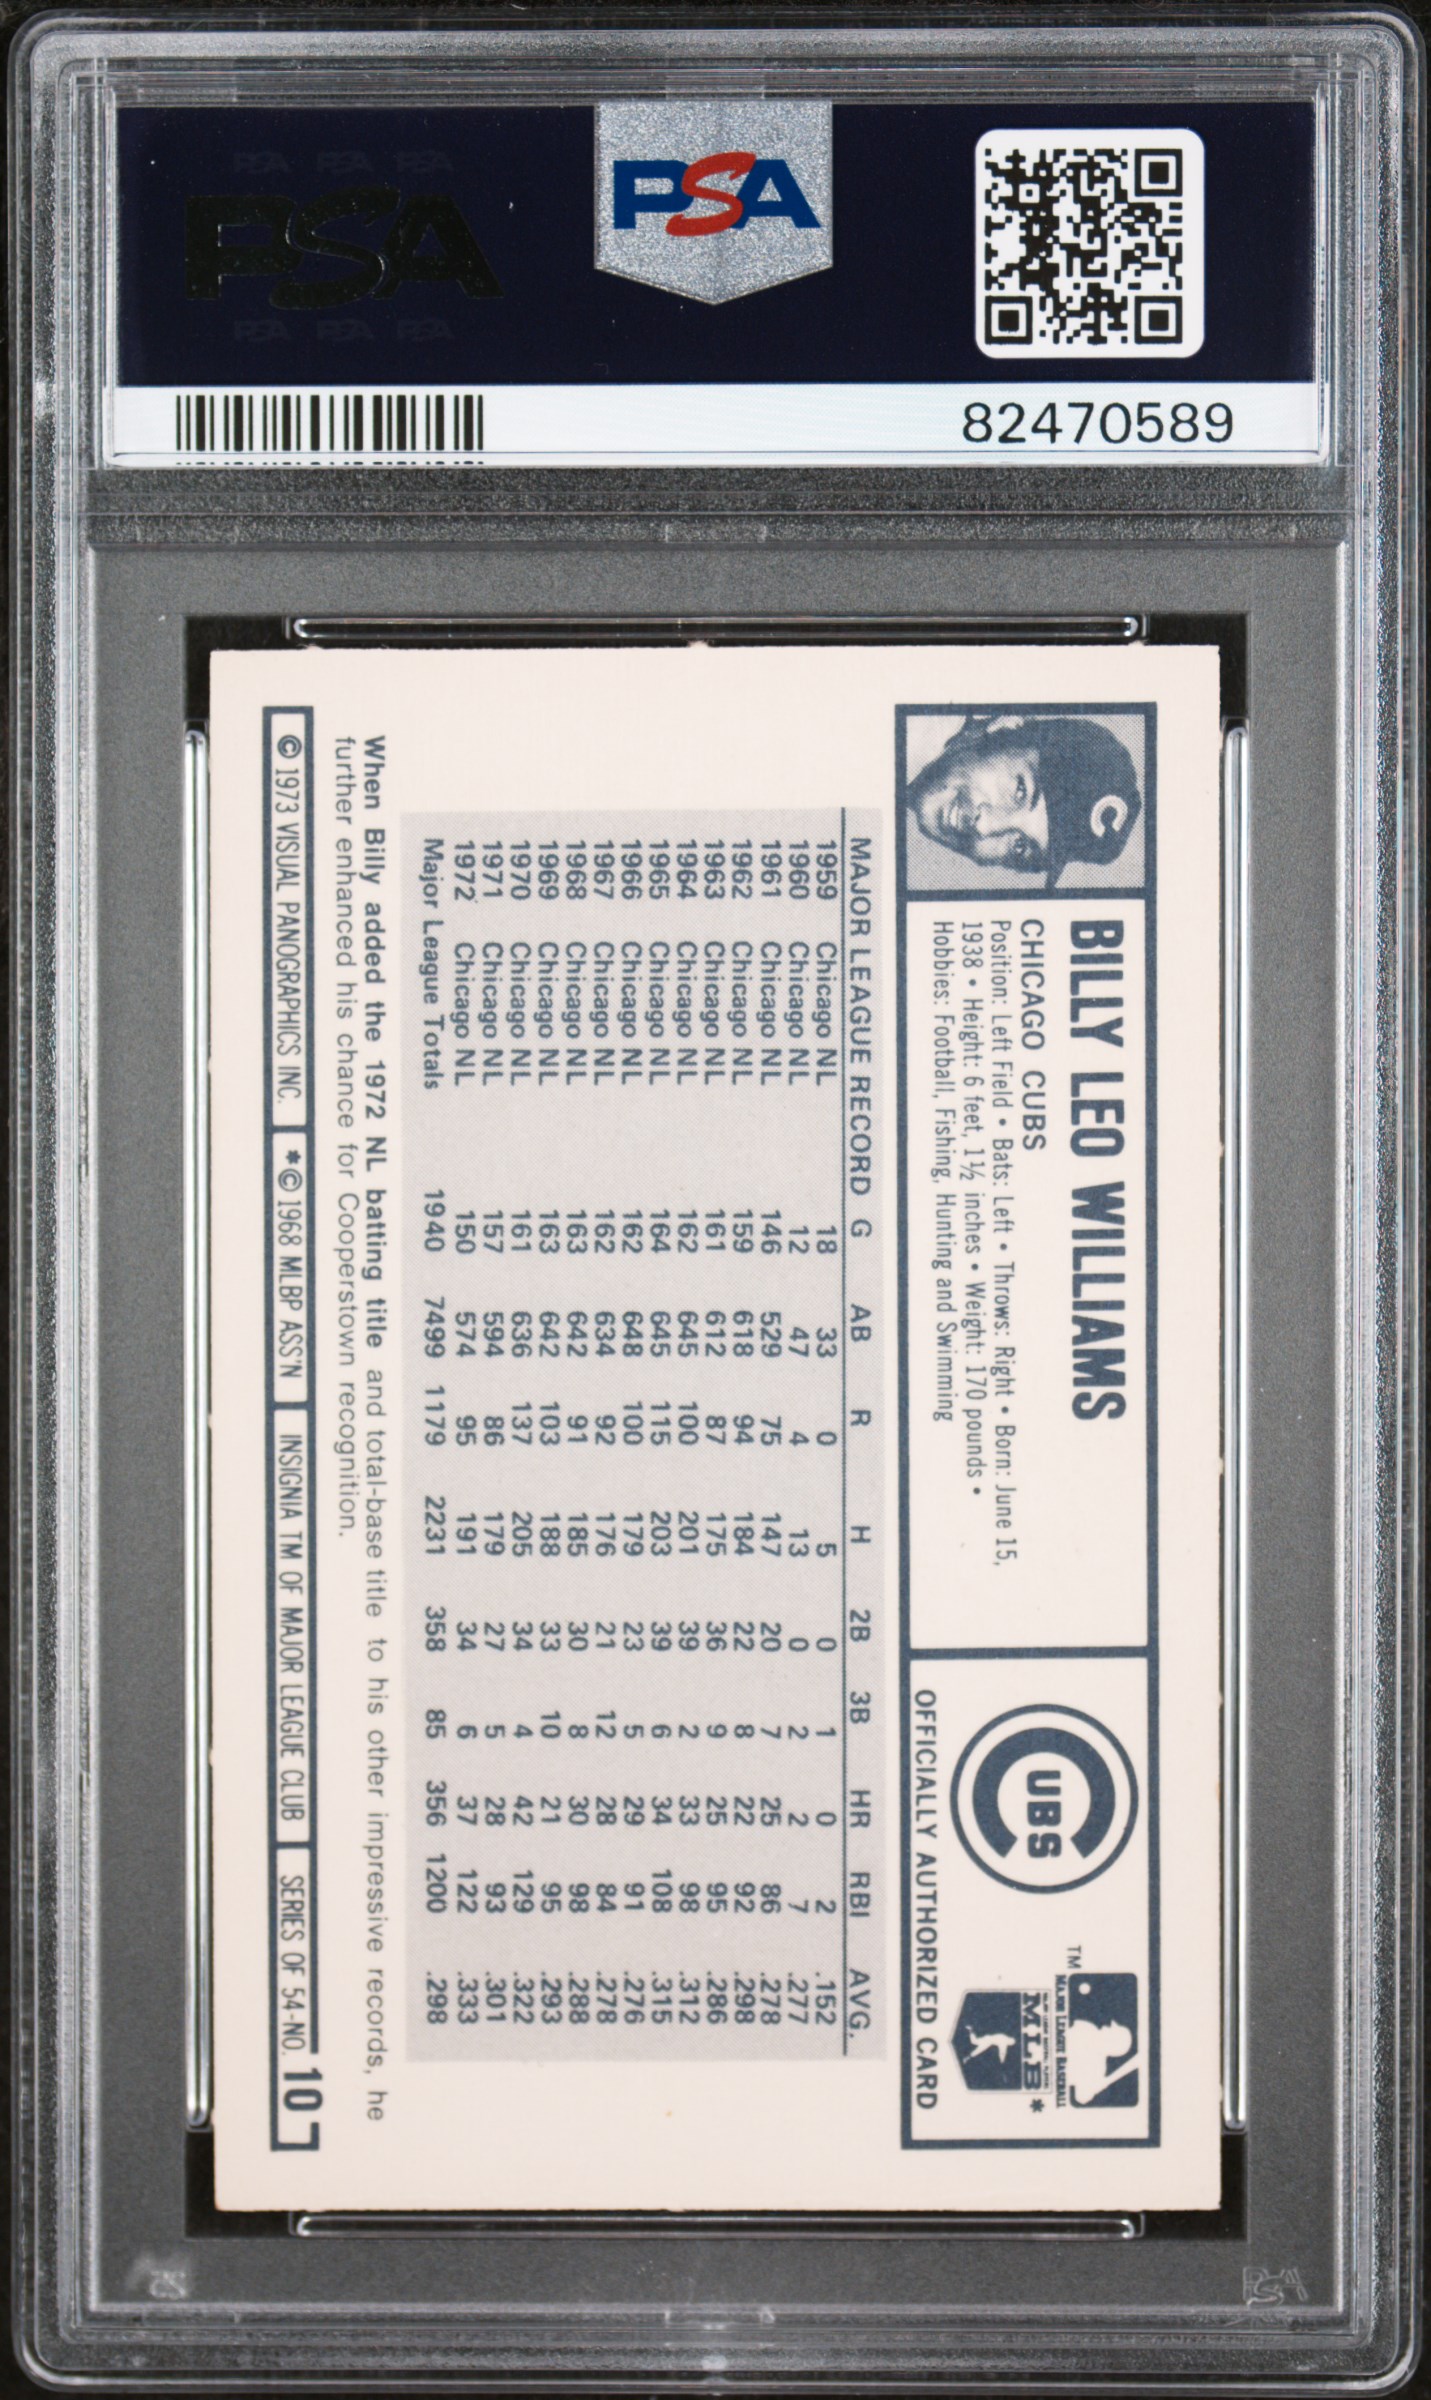 PSA PSA PSA
PSA
PSA PSA PSA
PSA
82470589
C
BILLY LEO WILLIAMS
CHICAGO CUBS
Position: Left Field • Bats: Left • Throws: Right • Born: June 15,
1938 • Height: 6 feet, 1½ inches • Weight: 170 pounds •
Hobbies: Football, Fishing, Hunting and Swimming
CUBS
TM
MAJOR LEAGUE BASEBALL
MLB*
OFFICIALLY AUTHORIZED CARD
MAJOR LEAGUE RECORD G AB R H 2B 3B HR RBI AVG.
1959 Chicago NL 18 33 0 5 0 1 0 2 .152
1960 Chicago NL 12 47 4 13 0 2 2 7 .277
1961 Chicago NL 146 529 75 147 20 7 25 86 .278
1962 Chicago NL 159 618 94 184 22 8 22 92 .298
1963 Chicago NL 161 612 87 175 36 9 25 95 .286
1964 Chicago NL 162 645 100 201 39 2 33 98 .312
1965 Chicago NL 164 645 115 203 39 6 34 108 .315
1966 Chicago NL 162 648 100 179 23 5 29 91 .276
1967 Chicago NL 162 634 92 176 21 12 28 84 .278
1968 Chicago NL 163 642 91 185 30 8 30 98 .288
1969 Chicago NL 163 642 103 188 33 10 21 95 .293
1970 Chicago NL 161 636 137 205 34 4 42 129 .322
1971 Chicago NL 157 594 86 179 27 5 28 93 .301
1972 Chicago NL 150 574 95 191 34 6 37 122 .333
Major League Totals 1940 7499 1179 2231 358 85 356 1200 .298
When Billy added the 1972 NL batting title and total-base title to his other impressive records, he
further enhanced his chance for Cooperstown recognition.
© 1973 VISUAL PANOGRAPHICS INC. *© 1968 MLBP ASS'N INSIGNIA TM OF MAJOR LEAGUE CLUB SERIES OF 54-NO. 10
PSA